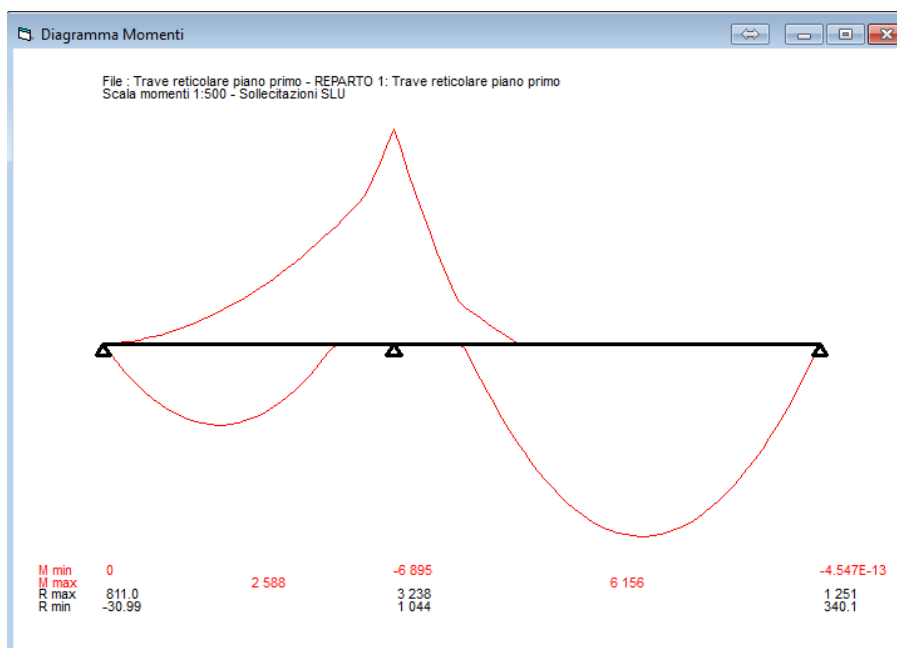 Diagramma Momenti
File : Trave reticolare piano primo - REPARTO 1: Trave reticolare piano primo
Scala momenti 1:500 - Sollecitazioni SLU
M min 0 -6 895 -4.547E-13
M max 2 588 6 156
R max 811.0 3 238 1 251
R min -30.99 1 044 340.1